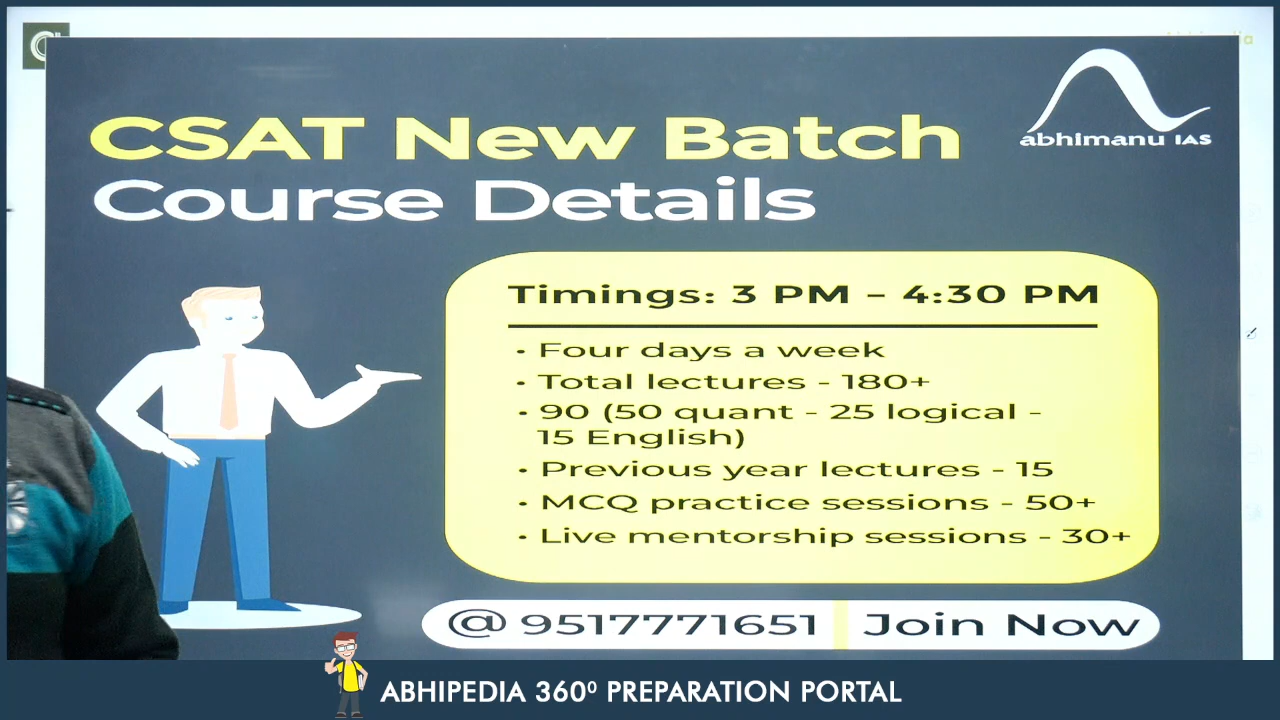 CSAT New Batch
Course Details
abhimanu IAS
Timings: 3 PM – 4:30 PM
• Four days a week
• Total lectures - 180+
• 90 (50 quant - 25 logical -
15 English)
• Previous year lectures - 15
• MCQ practice sessions - 50+
• Live mentorship sessions - 30+
@ 9517771651 Join Now
ABHIPEDIA 360º PREPARATION PORTAL